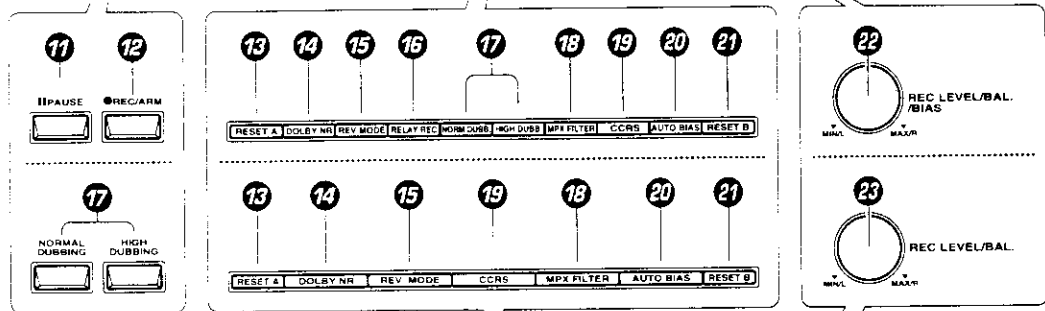 11 12
IIPAUSE ●REC/ARM
17
NORMAL DUBBING HIGH DUBBING
13 14 15 16 17 18 19 20 21
RESET A DOLBY NR REV MODE RELAY REC NORM DUBB HIGH DUBB MPX FILTER CCRS AUTO BIAS RESET B
13 14 15 19 18 20 21
RESET A DOLBY NR REV MODE CCRS MPX FILTER AUTO BIAS RESET B
22
REC LEVEL/BAL.
/BIAS
MIN/L MAX/R
23
REC LEVEL/BAL.
MIN/L MAX/R